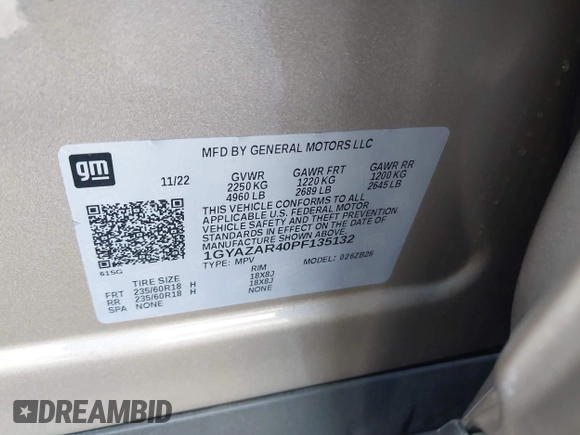 gm
MFD BY GENERAL MOTORS LLC
11/22
GVWR GAWR FRT GAWR RR
2250 KG 1220 KG 1200 KG
4960 LB 2689 LB 2645 LB
THIS VEHICLE CONFORMS TO ALL
APPLICABLE U.S. FEDERAL MOTOR
VEHICLE SAFETY AND THEFT PREVENTION
STANDARDS IN EFFECT ON THE DATE OF
MANUFACTURE SHOWN ABOVE.
1GYAZAR40PF135132
TYPE: MPV MODEL: 026ZB26
61SG
TIRE SIZE RIM
FRT 235/60R18 H 18X8J
RR 235/60R18 H 18X8J
SPA NONE NONE
DREAMBID